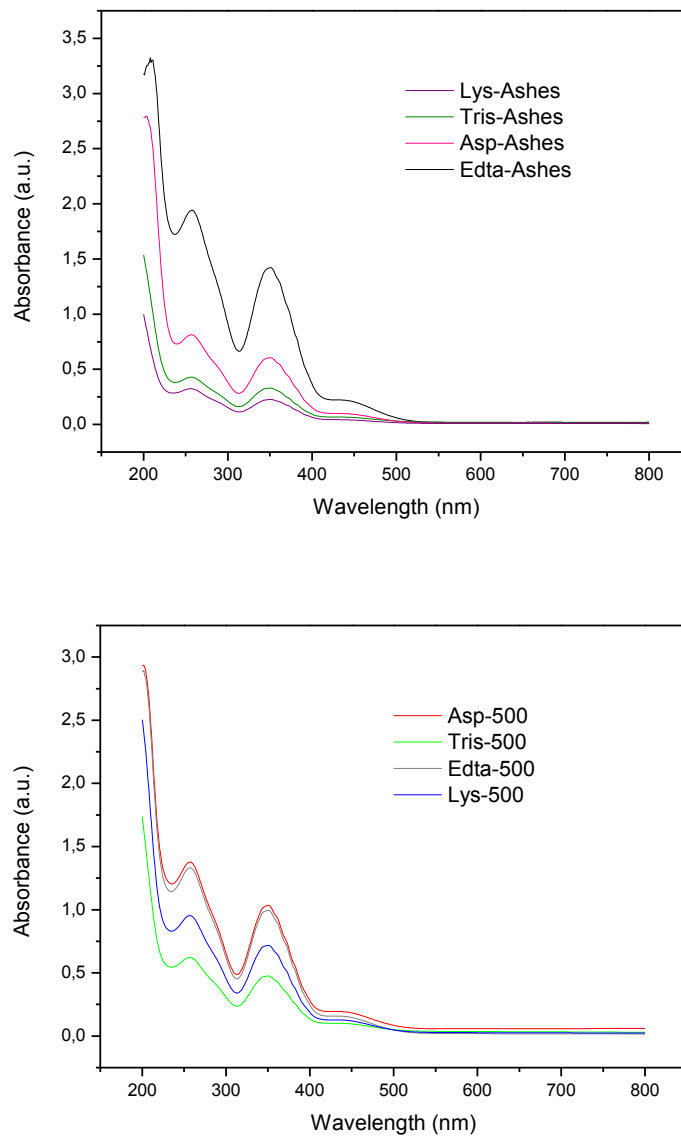 3,5
3,0
2,5
2,0
1,5
1,0
0,5
0,0
Absorbance (a.u.)
Lys-Ashes
Tris-Ashes
Asp-Ashes
Edta-Ashes
200 300 400 500 600 700 800
Wavelength (nm)
3,0
2,5
2,0
1,5
1,0
0,5
0,0
Absorbance (a.u.)
Asp-500
Tris-500
Edta-500
Lys-500
200 300 400 500 600 700 800
Wavelength (nm)